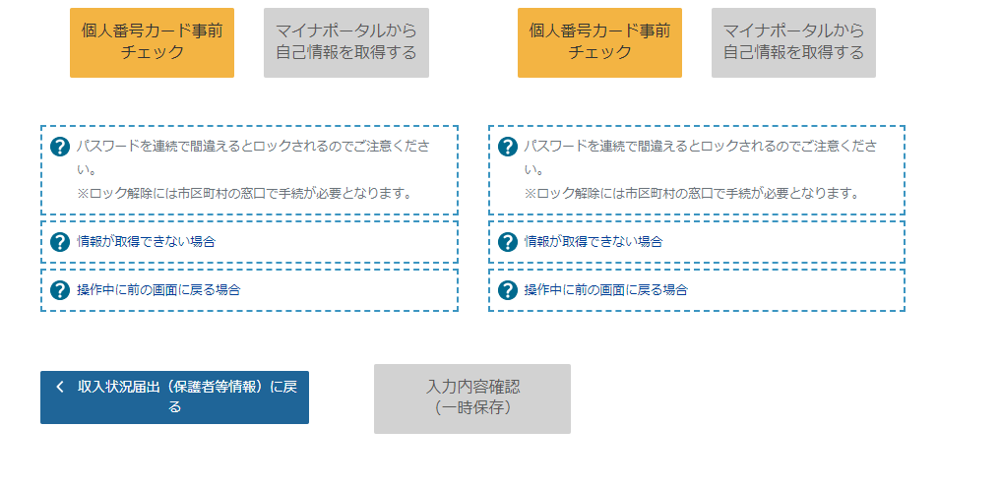 個人番号カード事前
チェック
マイナポータルから
自己情報を取得する
個人番号カード事前
チェック
マイナポータルから
自己情報を取得する
パスワードを連続で間違えるとロックされるのでご注意くださ
い。
※ロック解除には市区町村の窓口で手続が必要となります。
情報が取得できない場合
操作中に前の画面に戻る場合
パスワードを連続で間違えるとロックされるのでご注意くださ
い。
※ロック解除には市区町村の窓口で手続が必要となります。
情報が取得できない場合
操作中に前の画面に戻る場合
収入状況届出（保護者等情報）に戻
る
入力内容確認
（一時保存）